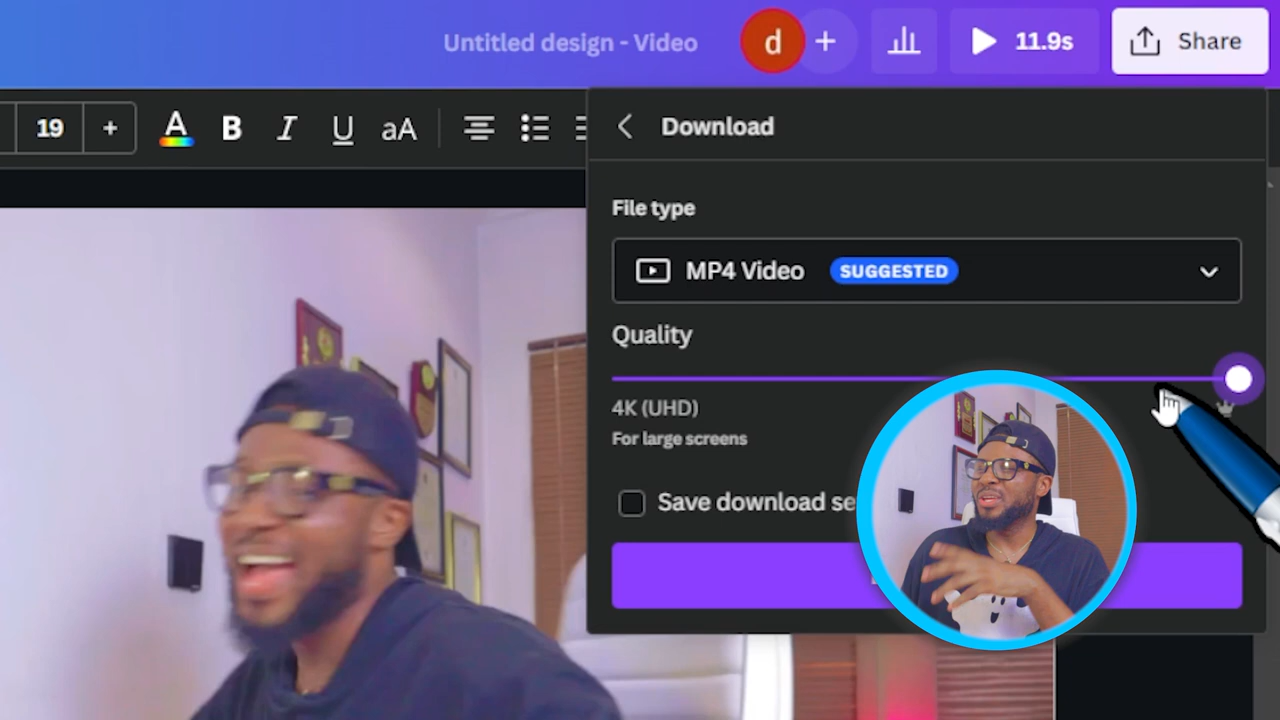 Untitled design - Video
d
+
11.9s
Share
19
+
A
B
I
U
aA
Download
File type
MP4 Video
SUGGESTED
Quality
4K (UHD)
For large screens
Save download se